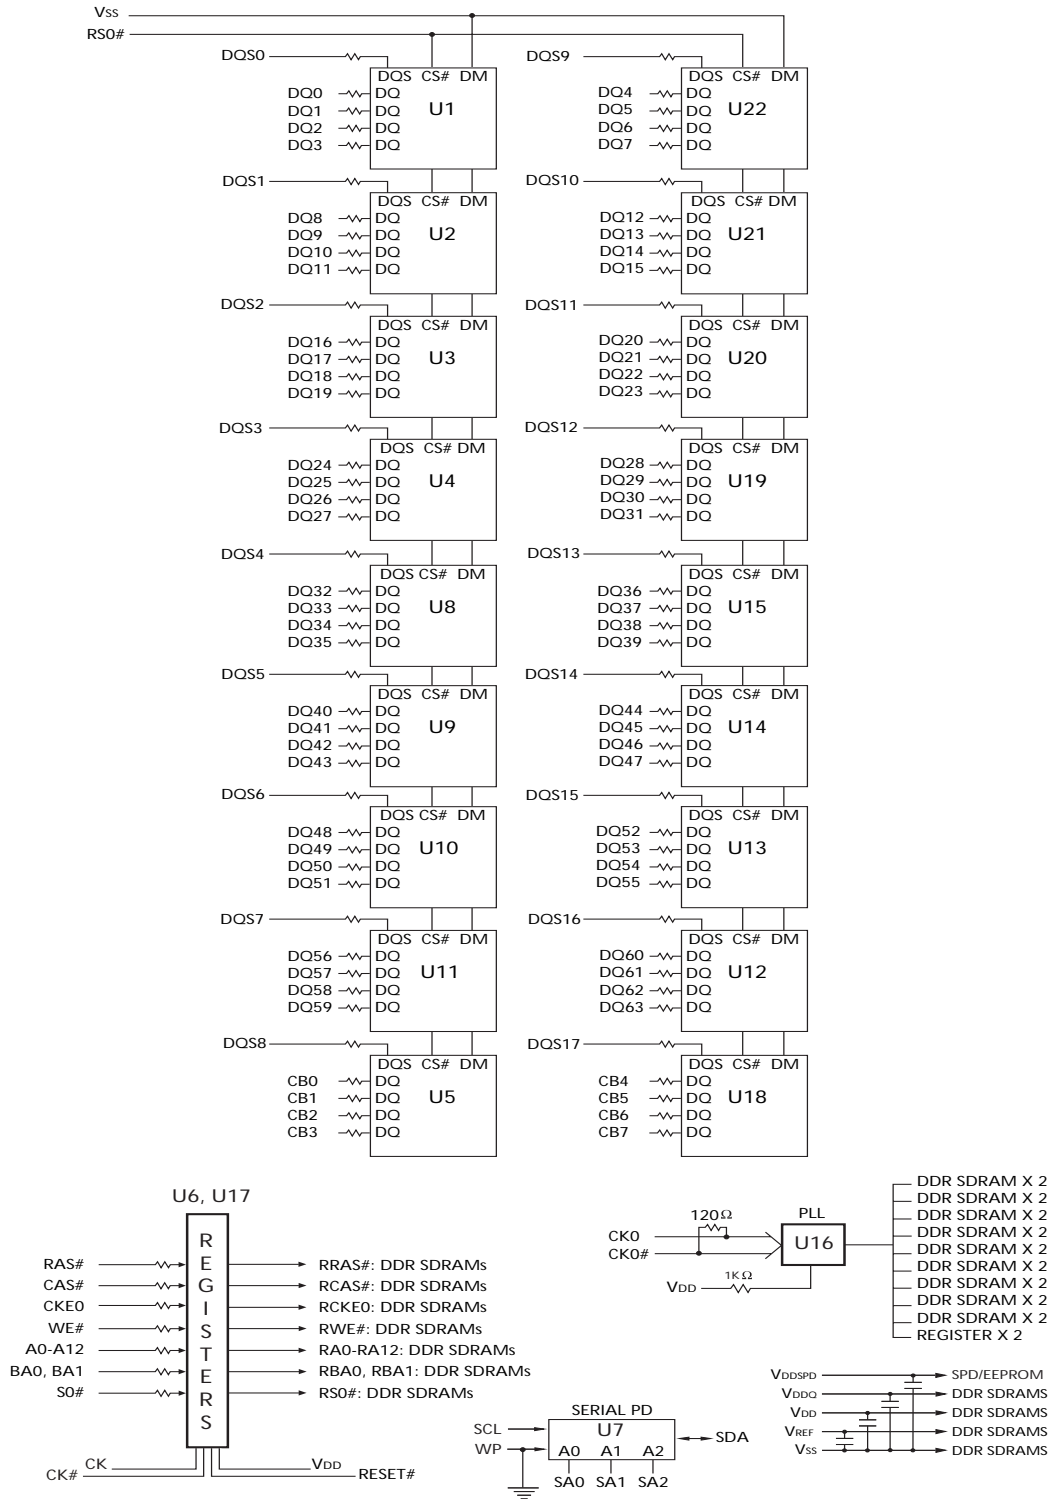 VSS
RS0#
DQS0
DQS CS# DM
DQ0 DQ
DQ1 DQ
DQ2 DQ
DQ3 DQ
U1
DQS9
DQS CS# DM
DQ4 DQ
DQ5 DQ
DQ6 DQ
DQ7 DQ
U22
DQS1
DQS CS# DM
DQ8 DQ
DQ9 DQ
DQ10 DQ
DQ11 DQ
U2
DQS10
DQS CS# DM
DQ12 DQ
DQ13 DQ
DQ14 DQ
DQ15 DQ
U21
DQS2
DQS CS# DM
DQ16 DQ
DQ17 DQ
DQ18 DQ
DQ19 DQ
U3
DQS11
DQS CS# DM
DQ20 DQ
DQ21 DQ
DQ22 DQ
DQ23 DQ
U20
DQS3
DQS CS# DM
DQ24 DQ
DQ25 DQ
DQ26 DQ
DQ27 DQ
U4
DQS12
DQS CS# DM
DQ28 DQ
DQ29 DQ
DQ30 DQ
DQ31 DQ
U19
DQS4
DQS CS# DM
DQ32 DQ
DQ33 DQ
DQ34 DQ
DQ35 DQ
U8
DQS13
DQS CS# DM
DQ36 DQ
DQ37 DQ
DQ38 DQ
DQ39 DQ
U15
DQS5
DQS CS# DM
DQ40 DQ
DQ41 DQ
DQ42 DQ
DQ43 DQ
U9
DQS14
DQS CS# DM
DQ44 DQ
DQ45 DQ
DQ46 DQ
DQ47 DQ
U14
DQS6
DQS CS# DM
DQ48 DQ
DQ49 DQ
DQ50 DQ
DQ51 DQ
U10
DQS15
DQS CS# DM
DQ52 DQ
DQ53 DQ
DQ54 DQ
DQ55 DQ
U13
DQS7
DQS CS# DM
DQ56 DQ
DQ57 DQ
DQ58 DQ
DQ59 DQ
U11
DQS16
DQS CS# DM
DQ60 DQ
DQ61 DQ
DQ62 DQ
DQ63 DQ
U12
DQS8
DQS CS# DM
CB0 DQ
CB1 DQ
CB2 DQ
CB3 DQ
U5
DQS17
DQS CS# DM
CB4 DQ
CB5 DQ
CB6 DQ
CB7 DQ
U18
U6, U17
REGISTERS
RAS# RRAS#: DDR SDRAMs
CAS# RCAS#: DDR SDRAMs
CKE0 RCKE0: DDR SDRAMs
WE# RWE#: DDR SDRAMs
A0-A12 RA0-RA12: DDR SDRAMs
BA0, BA1 RBA0, RBA1: DDR SDRAMs
S0# RS0#: DDR SDRAMs
CK VDD
CK# RESET#
SERIAL PD
U7
SCL
WP
A0 A1 A2
SDA
SA0 SA1 SA2
PLL
120Ω
CK0
CK0#
U16
1KΩ
VDD
DDR SDRAM X 2
DDR SDRAM X 2
DDR SDRAM X 2
DDR SDRAM X 2
DDR SDRAM X 2
DDR SDRAM X 2
DDR SDRAM X 2
DDR SDRAM X 2
DDR SDRAM X 2
REGISTER X 2
VDDSPD SPD/EEPROM
VDDQ DDR SDRAMS
VDD DDR SDRAMS
VREF DDR SDRAMS
VSS DDR SDRAMS